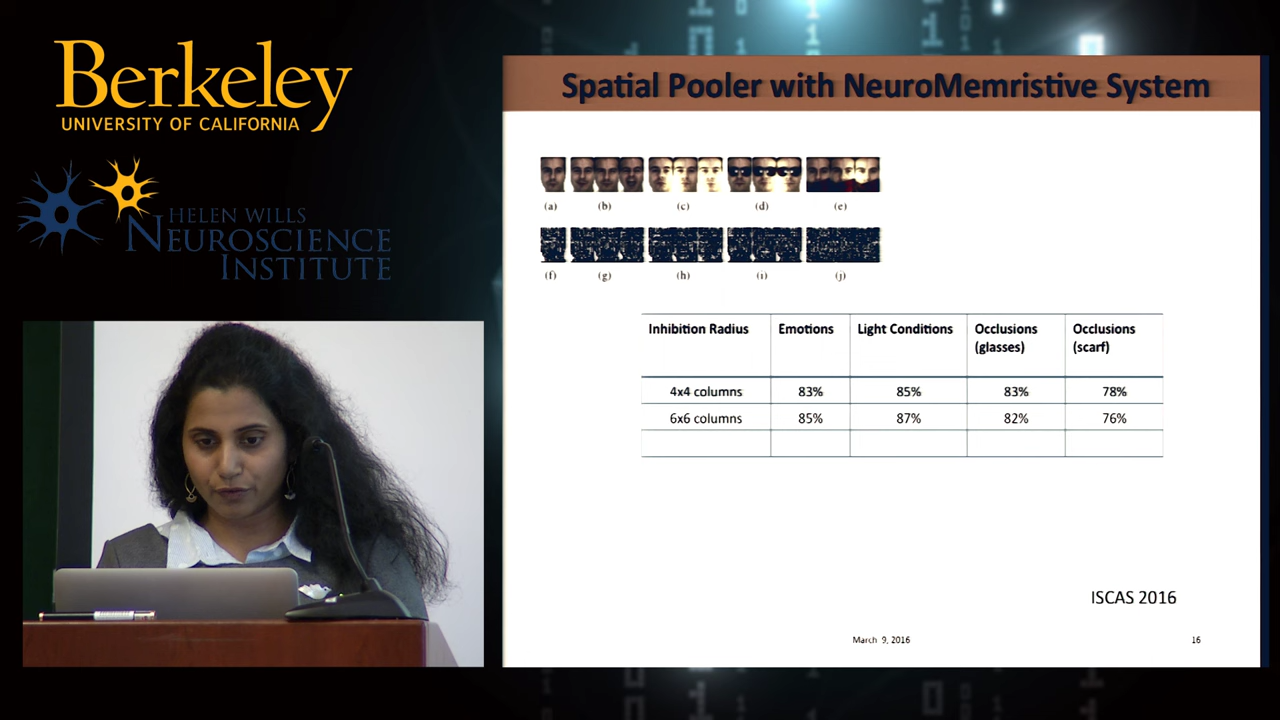 Berkeley
UNIVERSITY OF CALIFORNIA
HELEN WILLS
NEUROSCIENCE
INSTITUTE
Spatial Pooler with NeuroMemristive System
(a) (b) (c) (d) (e)
(f) (g) (h) (i) (j)
Inhibition Radius Emotions Light Conditions Occlusions (glasses) Occlusions (scarf)
4x4 columns 83% 85% 83% 78%
6x6 columns 85% 87% 82% 76%
ISCAS 2016
March 9, 2016 16